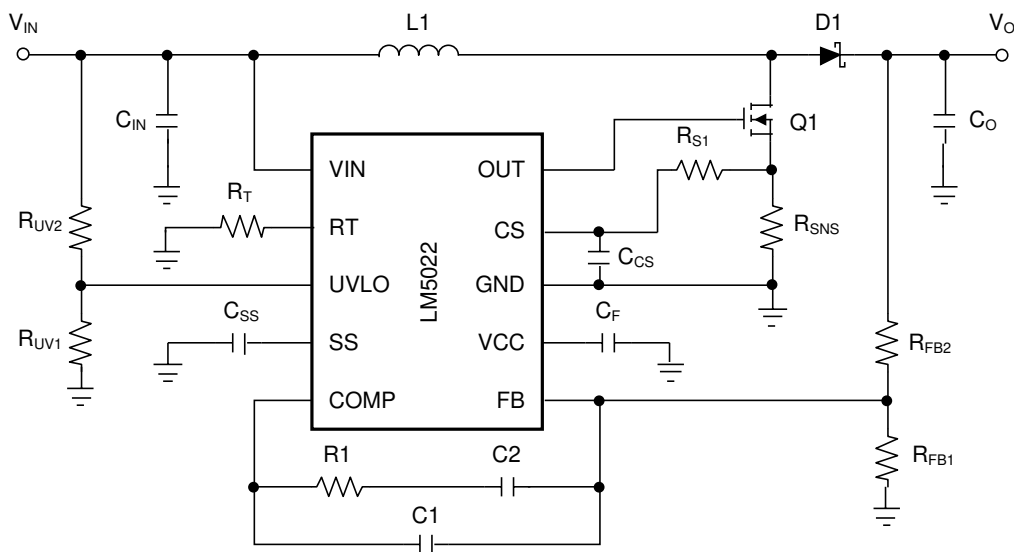 VIN
L1
D1
VO
CIN
Q1
CO
RS1
VIN
OUT
RT
RUV2
RT
CS
RSNS
CCS
LM5022
UVLO
GND
CSS
CF
RUV1
SS
VCC
RFB2
COMP
FB
R1
C2
RFB1
C1